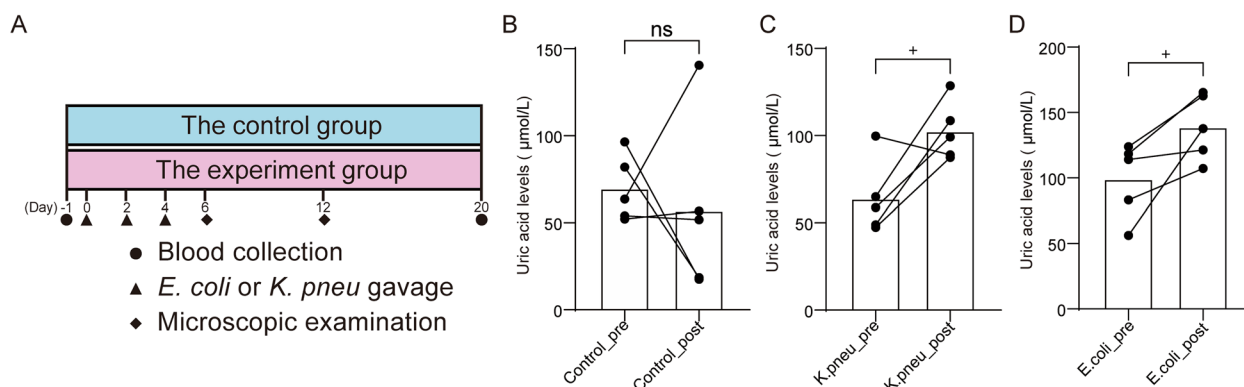 A
The control group
The experiment group
(Day) -1 0 2 4 6 12 20
Blood collection
E. coli or K. pneu gavage
Microscopic examination
B
ns
Uric acid levels ( μmol/L)
150
100
50
0
Control_pre
Control_post
C
+
Uric acid levels ( μmol/L)
150
100
50
0
K.pneu_pre
K.pneu_post
D
+
Uric acid levels ( μmol/L)
200
150
100
50
0
E.coli_pre
E.coli_post